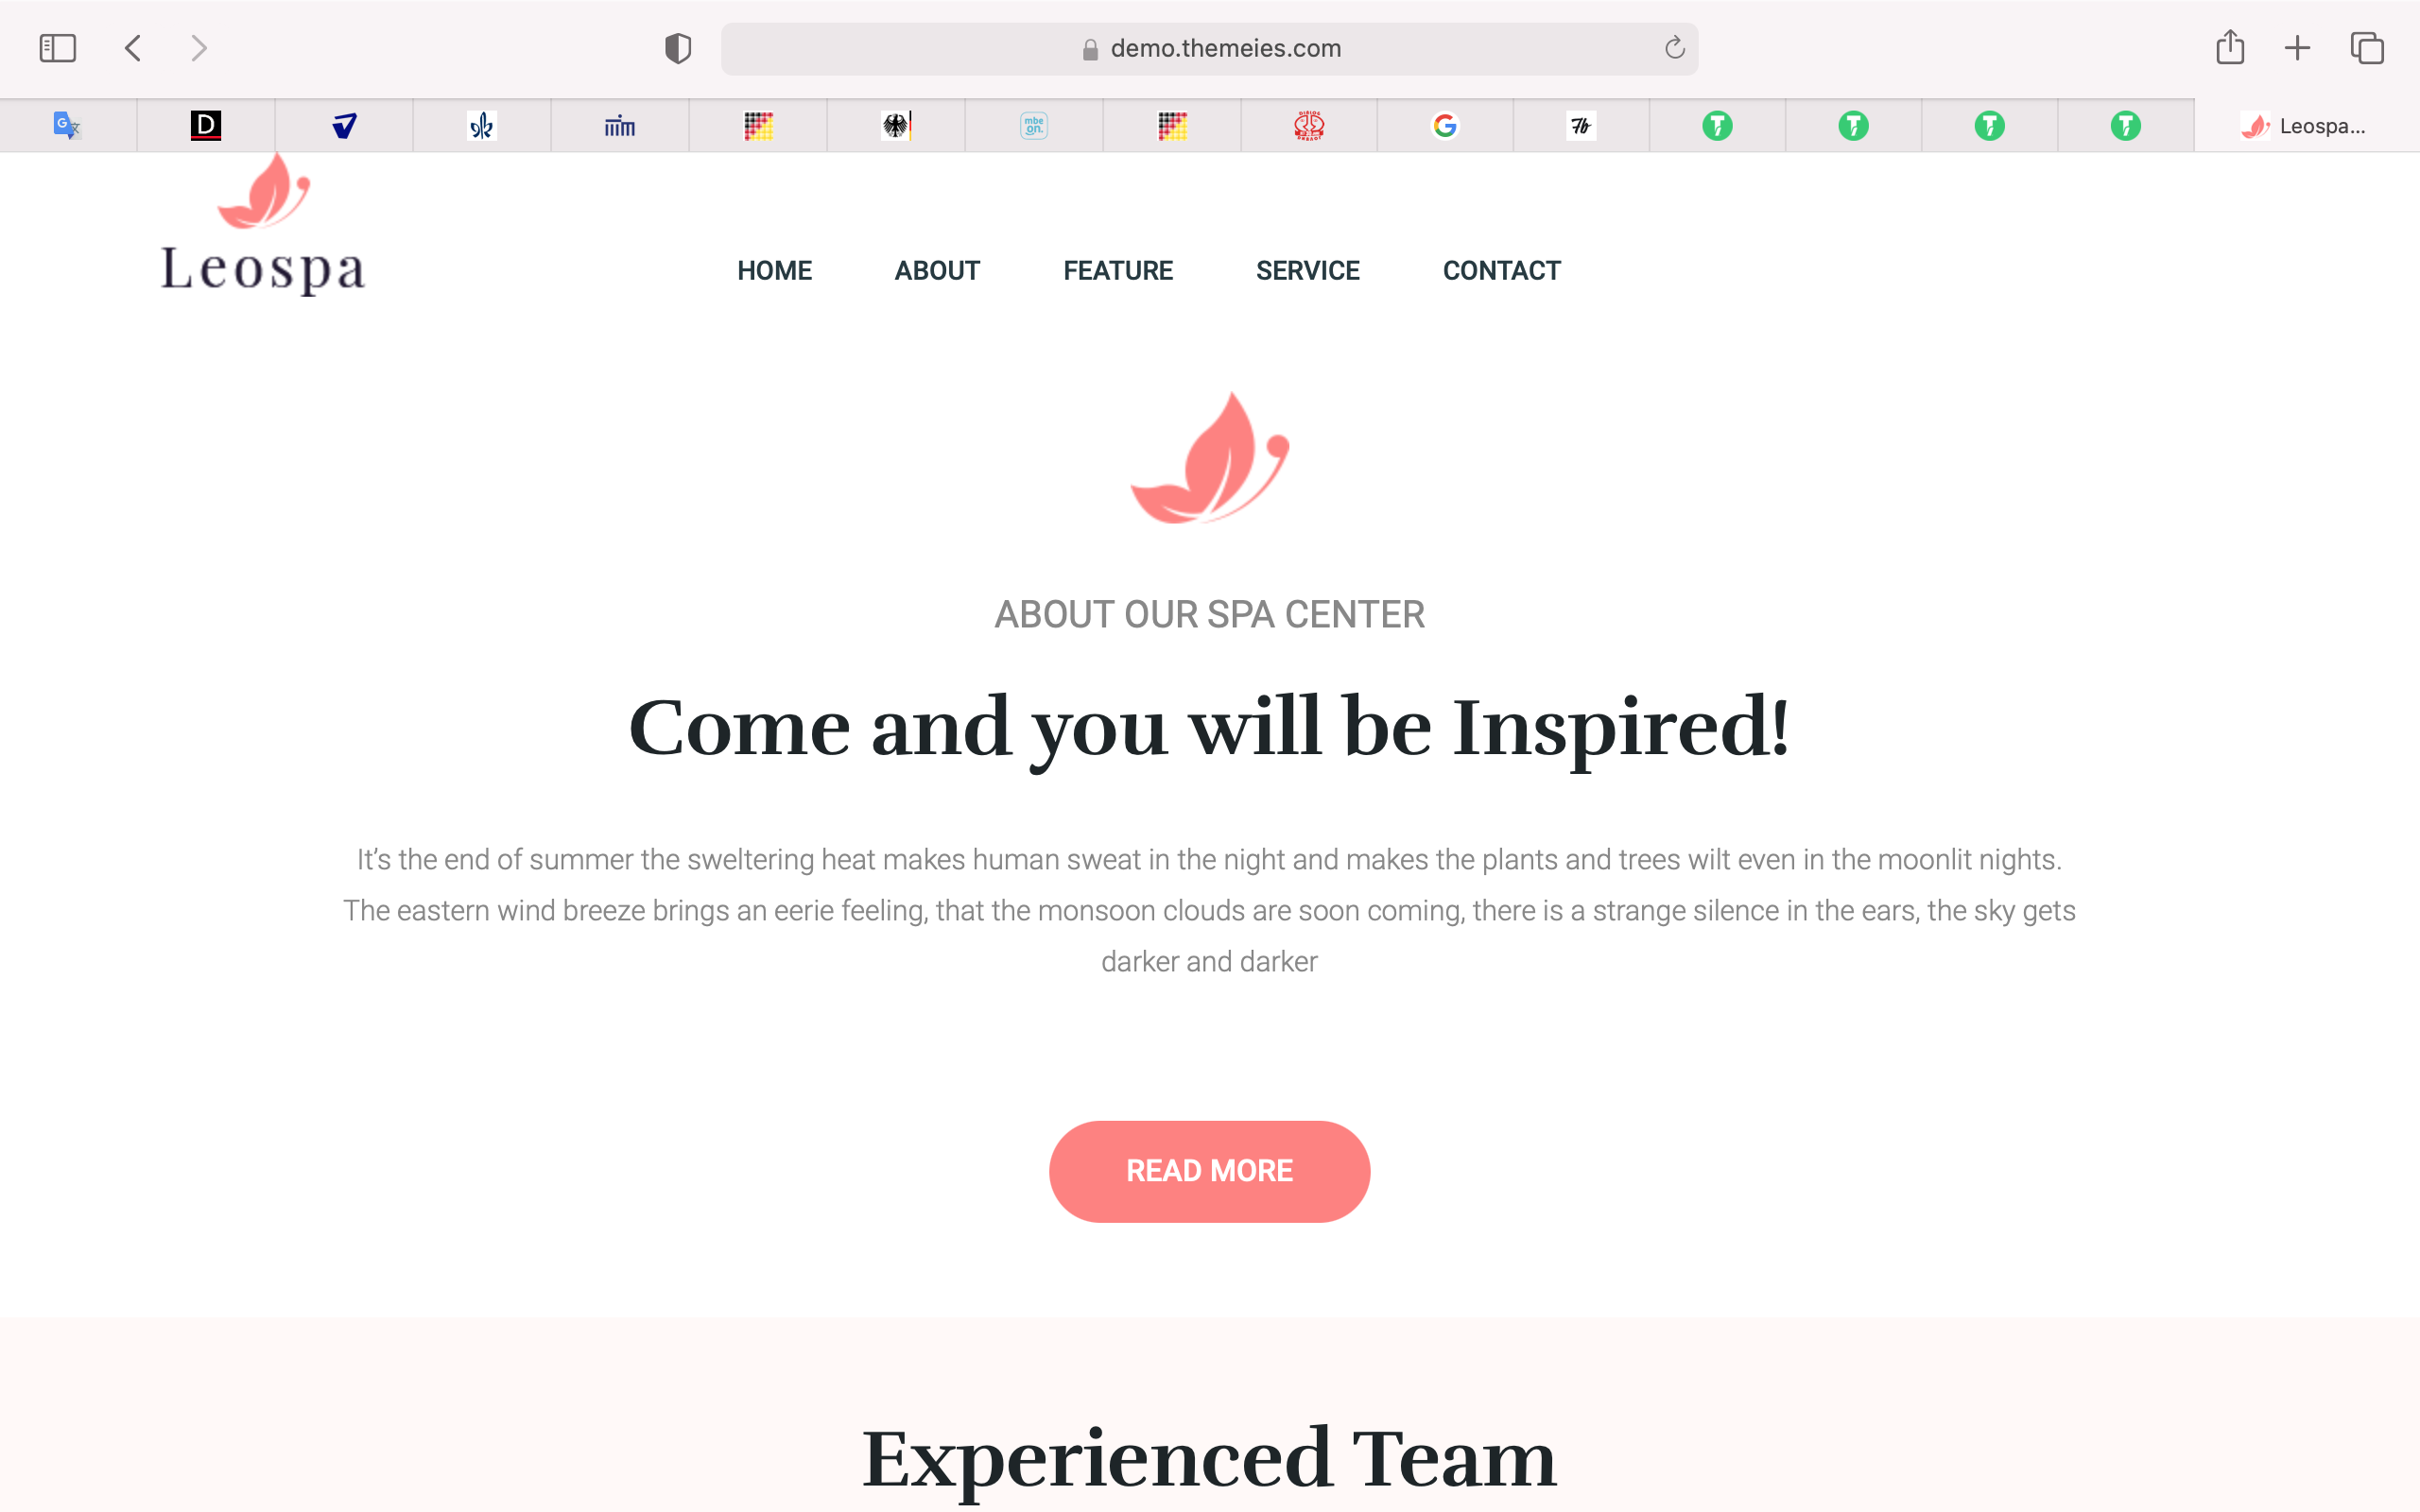 demo.themeies.com
D
mbe
on.
Leospa...
Leospa
HOME ABOUT FEATURE SERVICE CONTACT
ABOUT OUR SPA CENTER
Come and you will be Inspired!
It’s the end of summer the sweltering heat makes human sweat in the night and makes the plants and trees wilt even in the moonlit nights.
The eastern wind breeze brings an eerie feeling, that the monsoon clouds are soon coming, there is a strange silence in the ears, the sky gets
darker and darker
READ MORE
Experienced Team